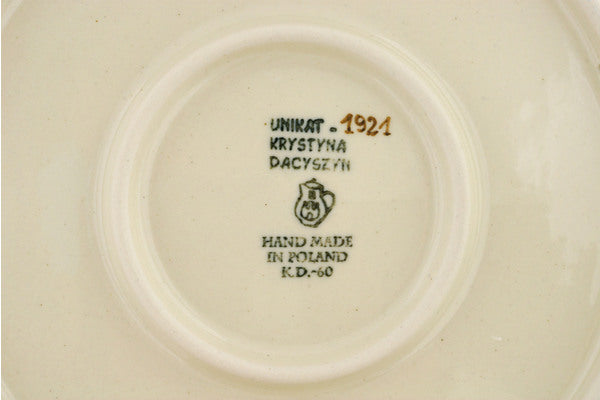 UNIKAT - 1921
KRYSTYNA
DACYSZYN
HAND MADE
IN POLAND
K.D.-60